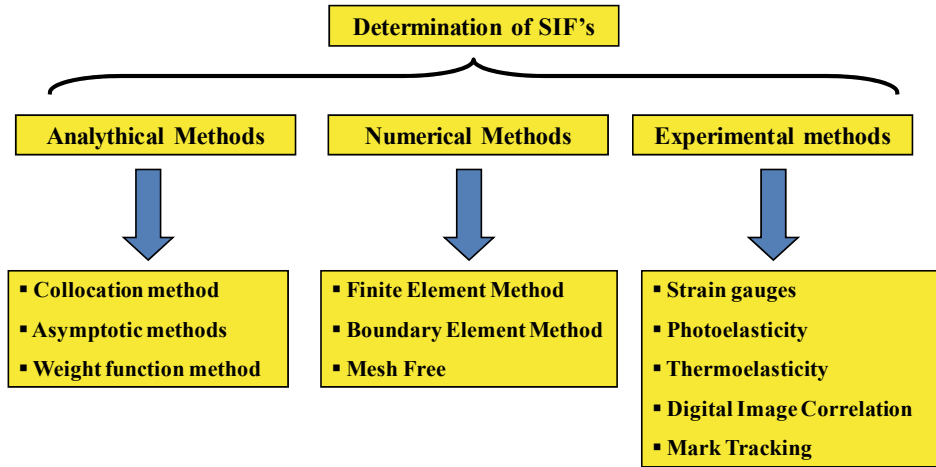 Determination of SIF's
Analythical Methods
Numerical Methods
Experimental methods
▪ Collocation method
▪ Asymptotic methods
▪ Weight function method
▪ Finite Element Method
▪ Boundary Element Method
▪ Mesh Free
▪ Strain gauges
▪ Photoelasticity
▪ Thermoelasticity
▪ Digital Image Correlation
▪ Mark Tracking